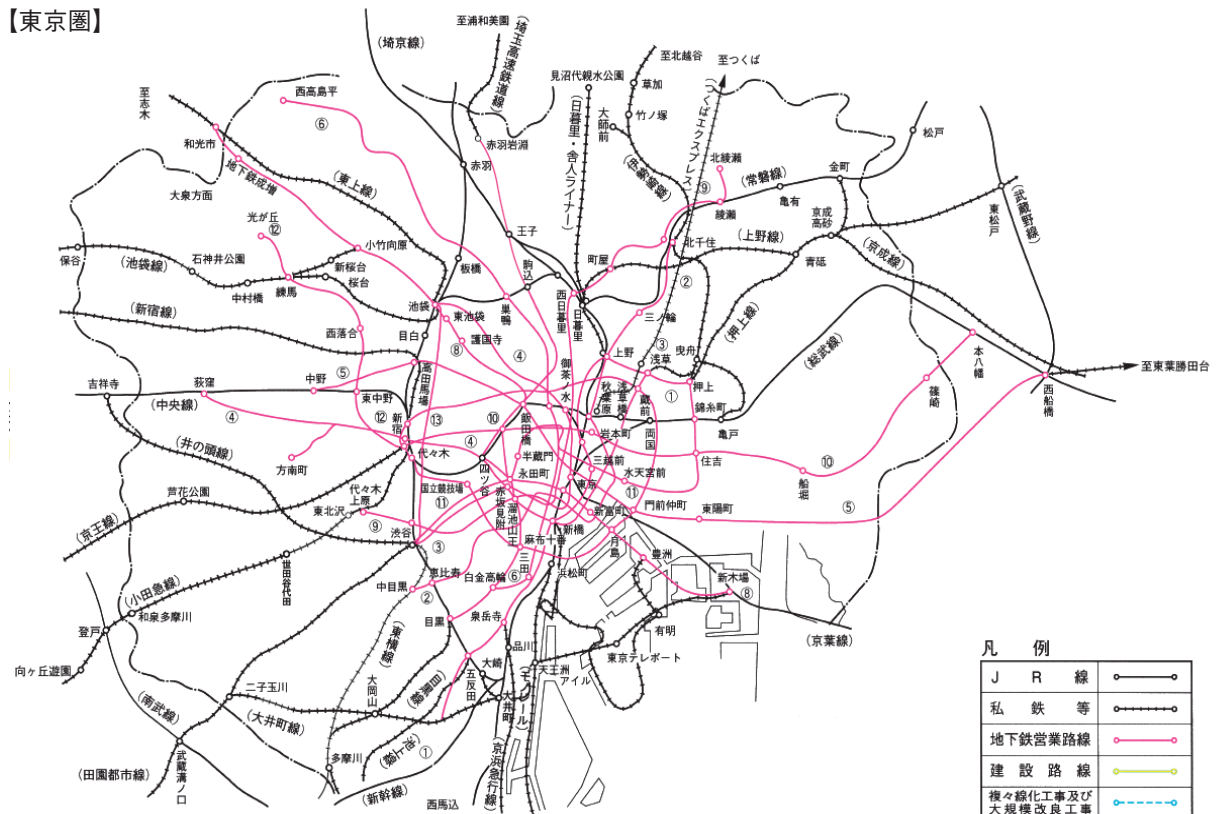 【東京圏】
至浦和美園
(埼京線)
(埼玉高速鉄道線)
至北越谷
至つくば
見沼代親水公園
草加
至志木
西高島平
⑥
大師前
竹ノ塚
(つくばエクスプレス)
(日暮里・舎人ライナー)
松戸
和光市
赤羽岩淵
北綾瀬
金町
地下鉄成増
赤羽
⑨
(常磐線)
(東上線)
綾瀬
亀有
大泉方面
京成高砂
東松戸
(武蔵野線)
光が丘
⑫
王子
北千住
(上野線)
(京成線)
小竹向原
町屋
青砥
保谷
(池袋線)
石神井公園
新桜台
桜台
板橋
駒込
②
中村橋
練馬
西日暮里
日暮里
(押上線)
(新宿線)
池袋
東池袋
巣鴨
三ノ輪
西落合
目白
護国寺
⑧
④
③
曳舟
(総武線)
本八幡
御茶ノ水
上野
浅草
至東葉勝田台
吉祥寺
荻窪
中野
⑤
高田馬場
秋葉原
浅草橋
蔵前
①
押上
篠崎
西船橋
(中央線)
東中野
錦糸町
④
⑫
新宿
⑬
⑩
飯田橋
岩本町
両国
亀戸
(井の頭線)
代々木
④
半蔵門
三越前
住吉
⑩
方南町
四ツ谷
永田町
水天宮前
船堀
芦花公園
代々木上原
国立競技場
赤坂見附
東京
⑪
東北沢
⑪
溜池山王
新富町
門前仲町
東陽町
⑤
(京王線)
⑨
渋谷
新橋
③
麻布十番
月島
世田谷代田
恵比寿
三田
浜松町
豊洲
(小田急線)
中目黒
②
白金高輪
⑥
新木場
⑧
和泉多摩川
目黒
泉岳寺
登戸
有明
(京葉線)
(東横線)
品川
東京テレポート
向ヶ丘遊園
大崎
天王洲アイル
二子玉川
大岡山
(目黒線)
五反田
(モノレール)
(南武線)
(大井町線)
大井町
(池上線)
①
(京浜急行線)
(田園都市線)
武蔵溝ノ口
多摩川
(新幹線)
西馬込
凡 例
J R 線
私 鉄 等
地下鉄営業路線
建 設 路 線
複々線化工事及び
大規模改良工事